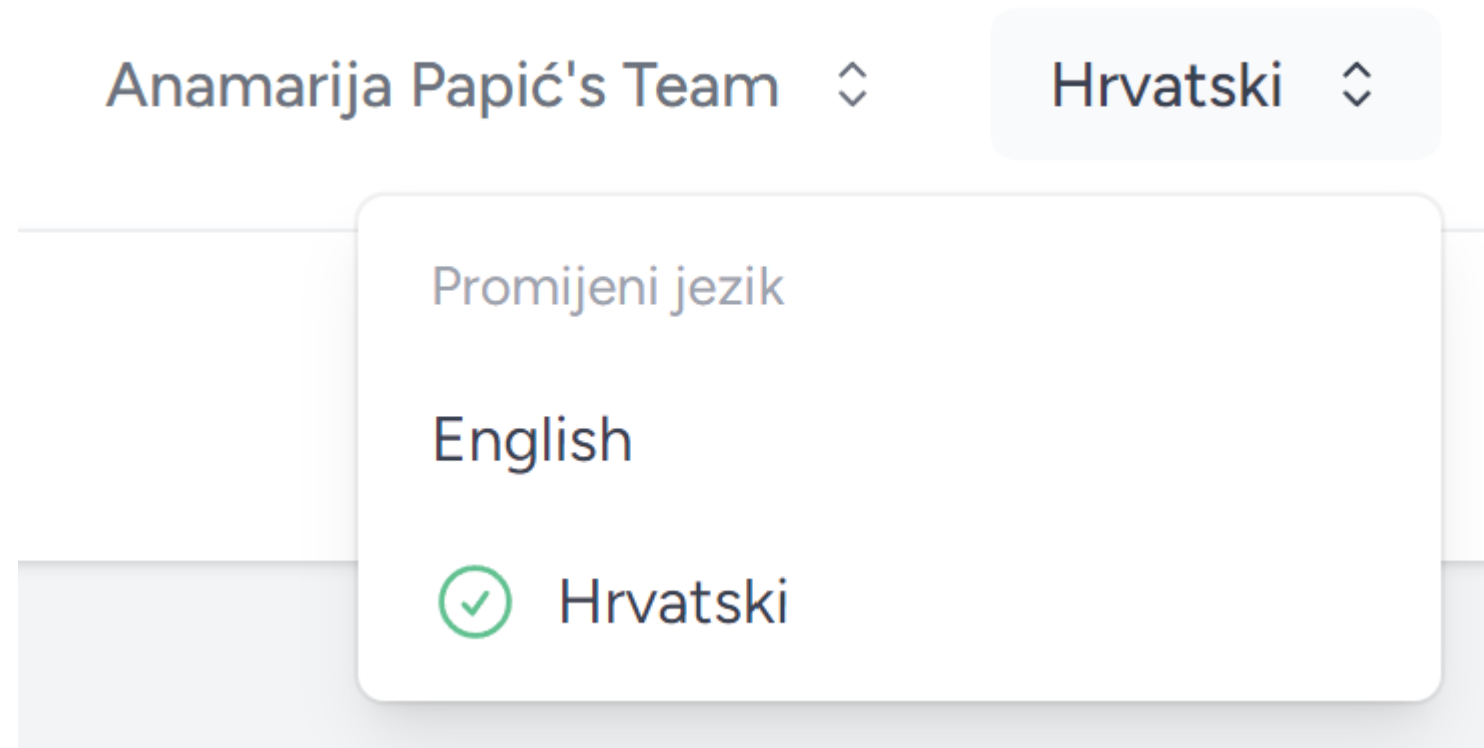 Anamarija Papić's Team
Hrvatski
Promijeni jezik
English
Hrvatski